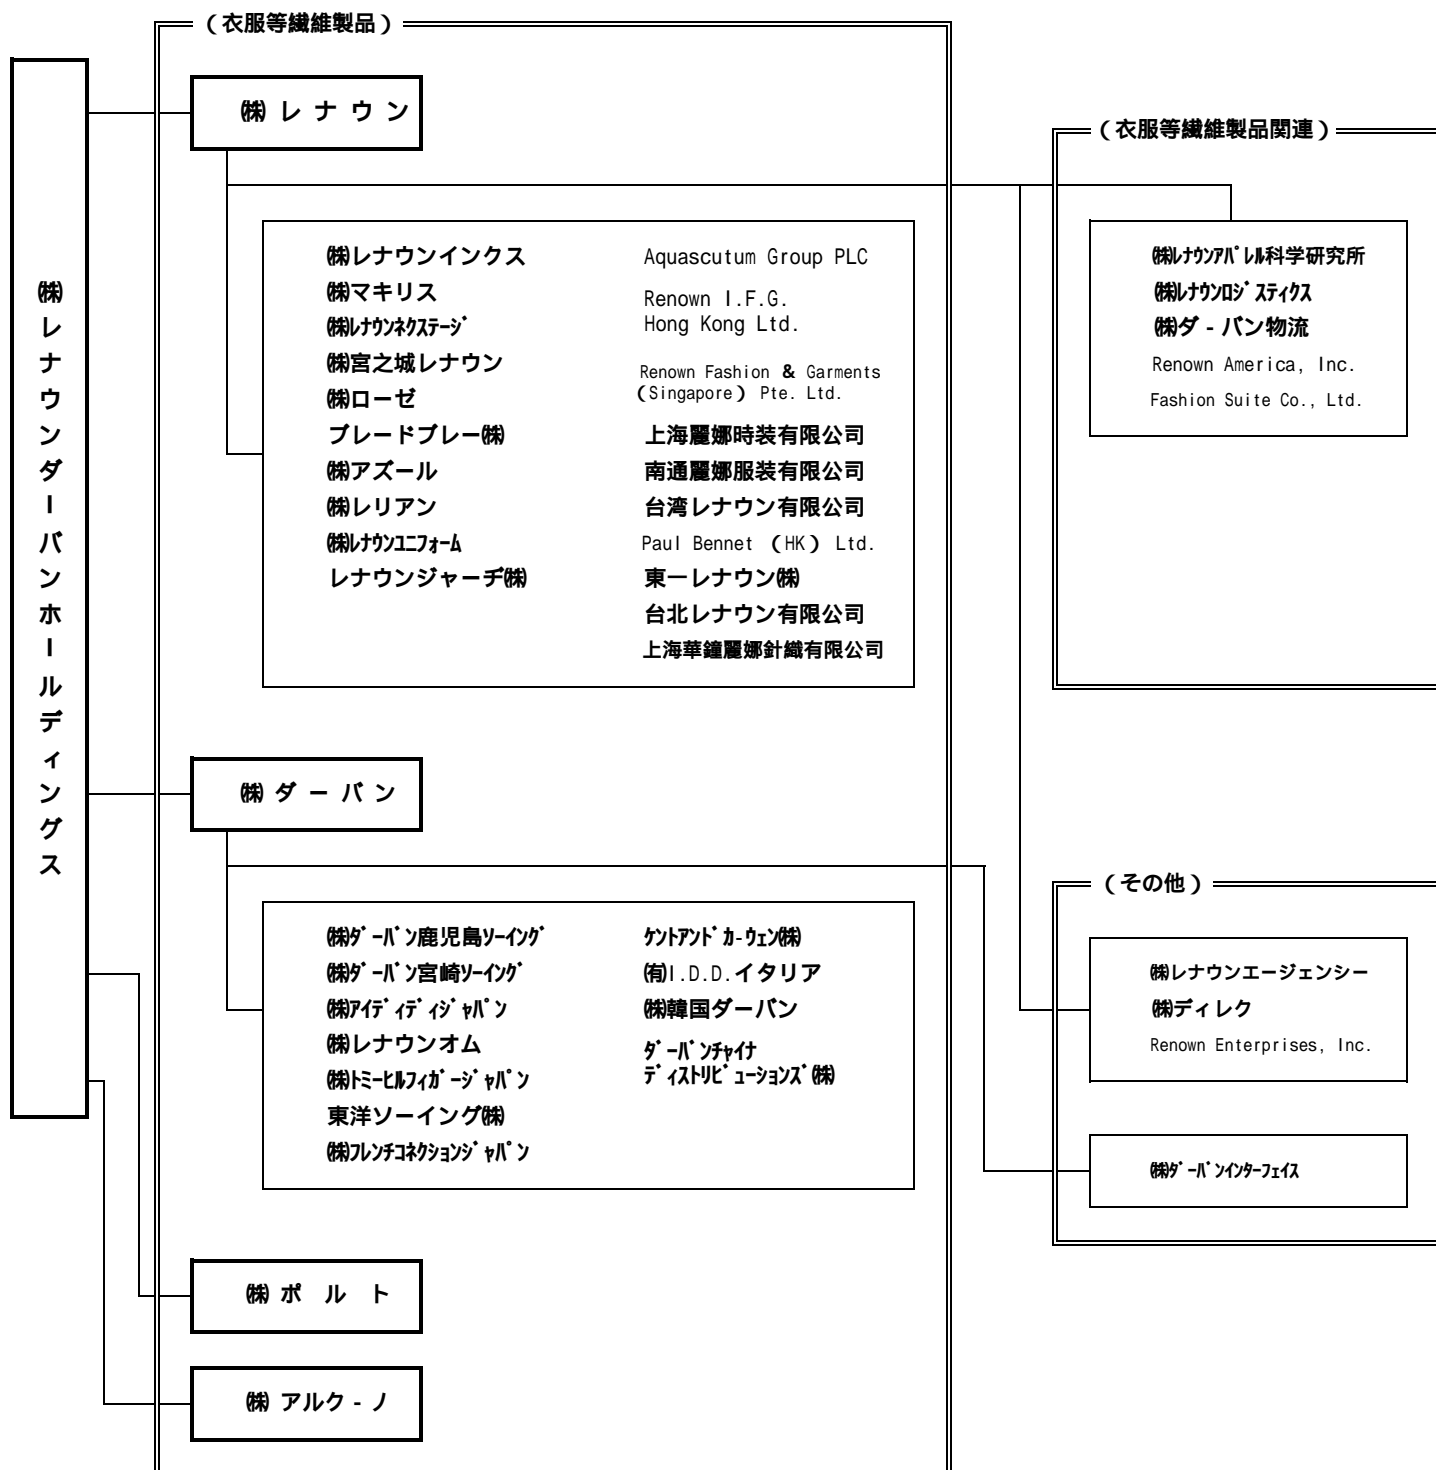 (衣服等繊維製品)
㈱レナウンダーバンホールディングス
㈱ レ ナ ウ ン
㈱レナウンインクス
㈱マキリス
㈱ﾚﾅｳﾝﾈｸｽﾃｰｼﾞ
㈱宮之城レナウン
㈱ローゼ
ブレードブレー㈱
㈱アズール
㈱レリアン
㈱ﾚﾅｳﾝﾕﾆﾌｫｰﾑ
レナウンジャーヂ㈱
Aquascutum Group PLC
Renown I.F.G.
Hong Kong Ltd.
Renown Fashion & Garments
(Singapore) Pte. Ltd.
上海麗娜時装有限公司
南通麗娜服装有限公司
台湾レナウン有限公司
Paul Bennet (HK) Ltd.
東一レナウン㈱
台北レナウン有限公司
上海華鐘麗娜針織有限公司
(衣服等繊維製品関連)
㈱ﾚﾅｳﾝｱﾊﾟﾚﾙ科学研究所
㈱ﾚﾅｳﾝﾛｼﾞｽﾃｨｸｽ
㈱ダ-バン物流
Renown America, Inc.
Fashion Suite Co., Ltd.
㈱ ダ ー バ ン
㈱ﾀﾞｰﾊﾞﾝ鹿児島ｿｰｲﾝｸﾞ
㈱ﾀﾞｰﾊﾞﾝ宮崎ｿｰｲﾝｸﾞ
㈱ｱｲﾃﾞｨﾃﾞｨｼﾞｬﾊﾟﾝ
㈱レナウンオム
㈱ﾄﾐｰﾋﾙﾌｨｶﾞｰｼﾞｬﾊﾟﾝ
東洋ソーイング㈱
㈱ﾌﾚﾝﾁｺﾈｸｼｮﾝｼﾞｬﾊﾟﾝ
ｹﾝﾄｱﾝﾄﾞｶ-ｳｪﾝ㈱
㈲I.D.D.イタリア
㈱韓国ダーバン
ﾀﾞｰﾊﾞﾝﾁｬｲﾅ
ﾃﾞｨｽﾄﾘﾋﾞｭｰｼｮﾝｽﾞ㈱
(その他)
㈱レナウンエージェンシー
㈱ディレク
Renown Enterprises, Inc.
㈱ﾀﾞｰﾊﾞﾝｲﾝﾀｰﾌｪｲｽ
㈱ ポ ル ト
㈱ アルク-ノ